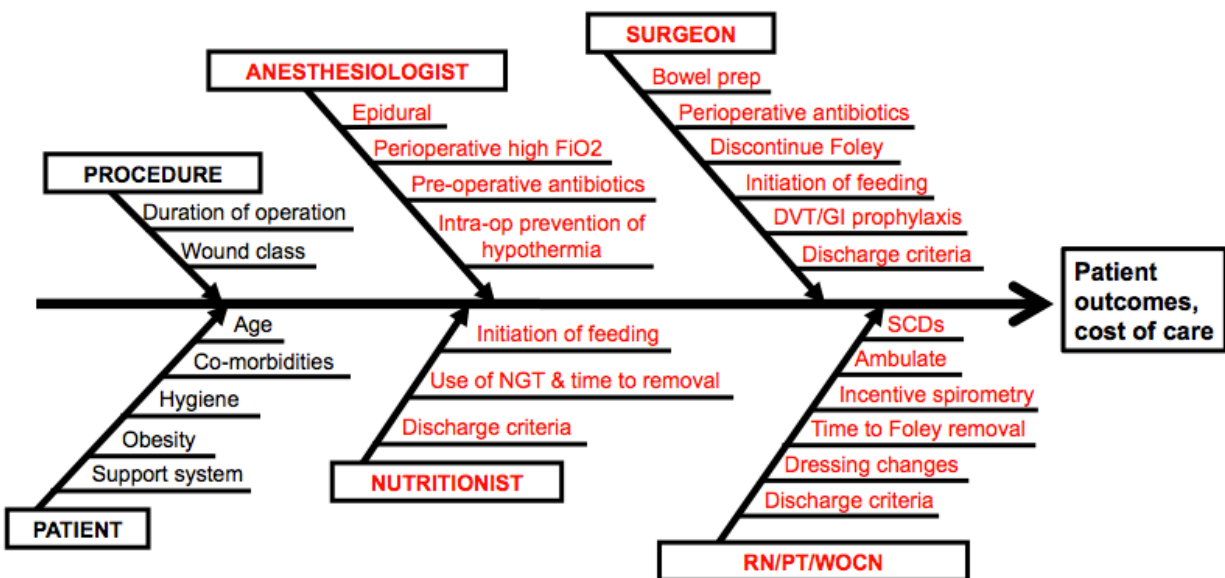 SURGEON
Bowel prep
Perioperative antibiotics
Discontinue Foley
Initiation of feeding
DVT/GI prophylaxis
Discharge criteria
ANESTHESIOLOGIST
Epidural
Perioperative high FiO2
Pre-operative antibiotics
Intra-op prevention of
hypothermia
PROCEDURE
Duration of operation
Wound class
Patient
outcomes,
cost of care
Age
Co-morbidities
Hygiene
Obesity
Support system
PATIENT
Initiation of feeding
Use of NGT & time to removal
Discharge criteria
NUTRITIONIST
SCDs
Ambulate
Incentive spirometry
Time to Foley removal
Dressing changes
Discharge criteria
RN/PT/WOCN